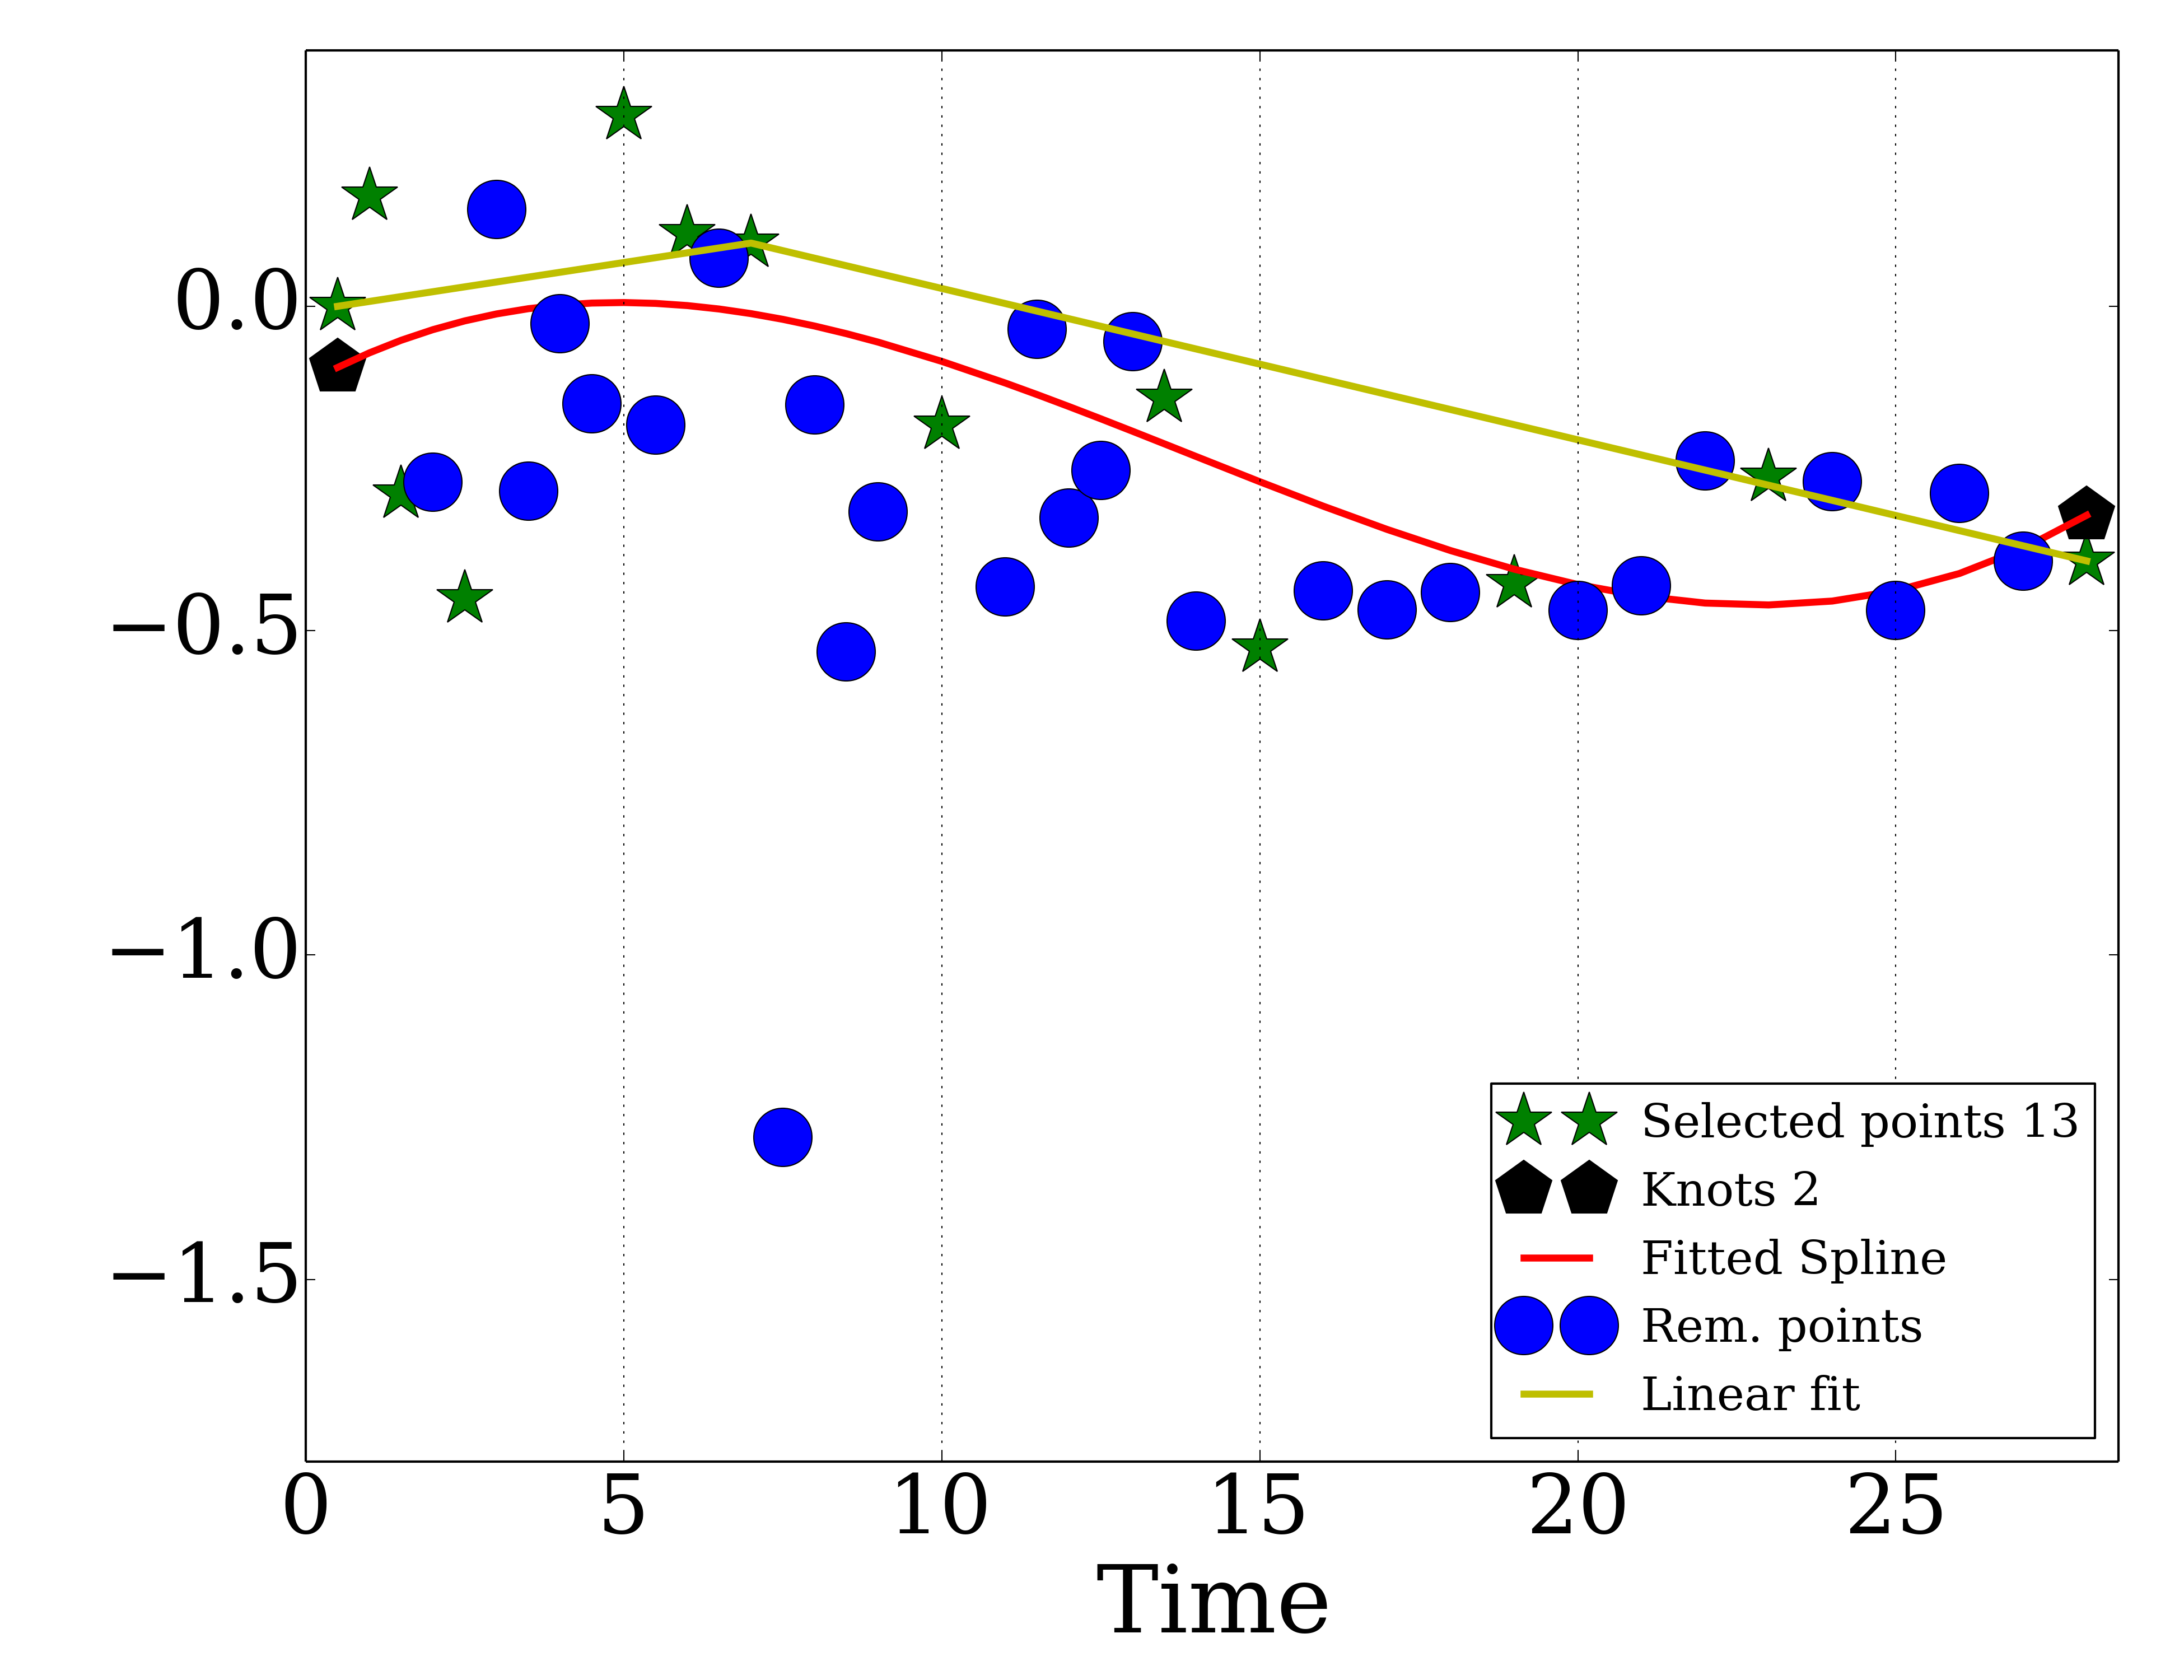 0.0
−0.5
−1.0
−1.5
0 5 10 15 20 25
Time
Selected points 13
Knots 2
Fitted Spline
Rem. points
Linear fit